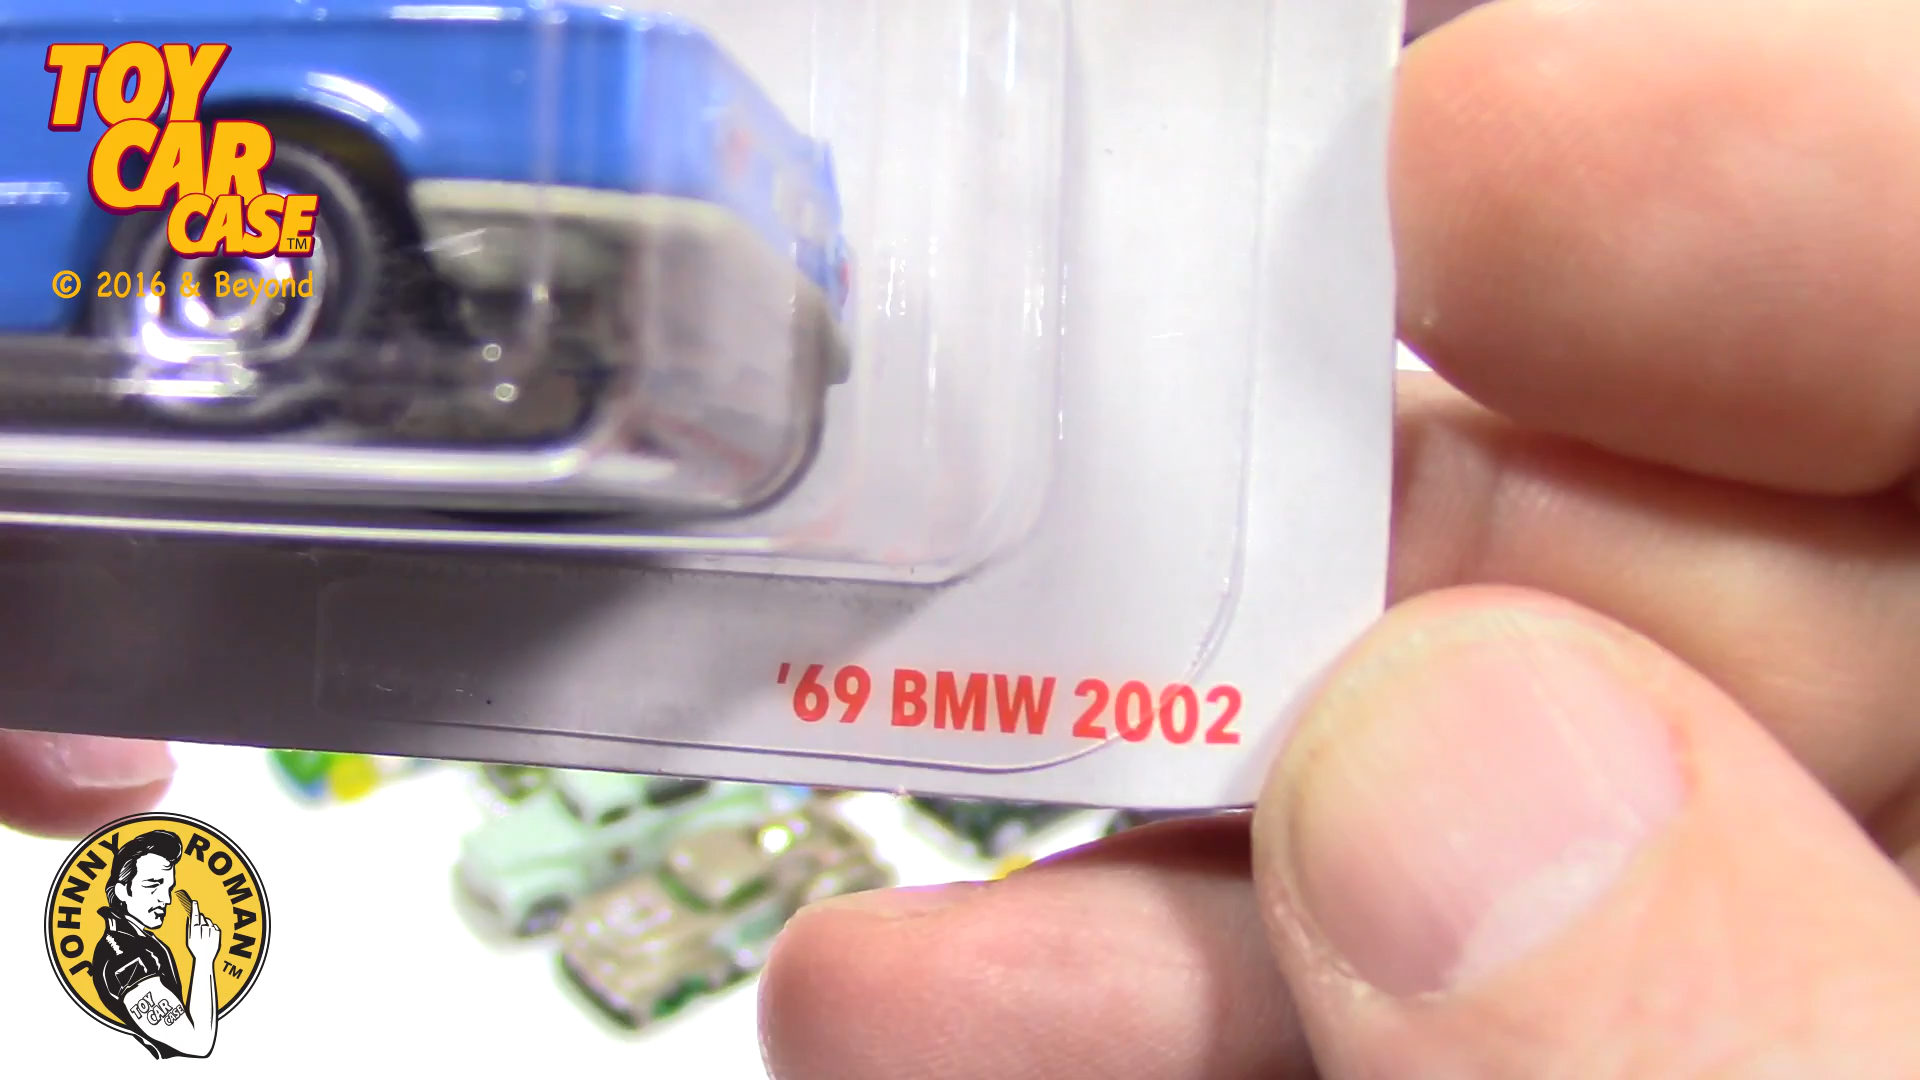 TOY
CAR
CASE
TM
© 2016 & Beyond
'69 BMW 2002
JOHNNY ROMAN
TM
TOY
CAR
CASE